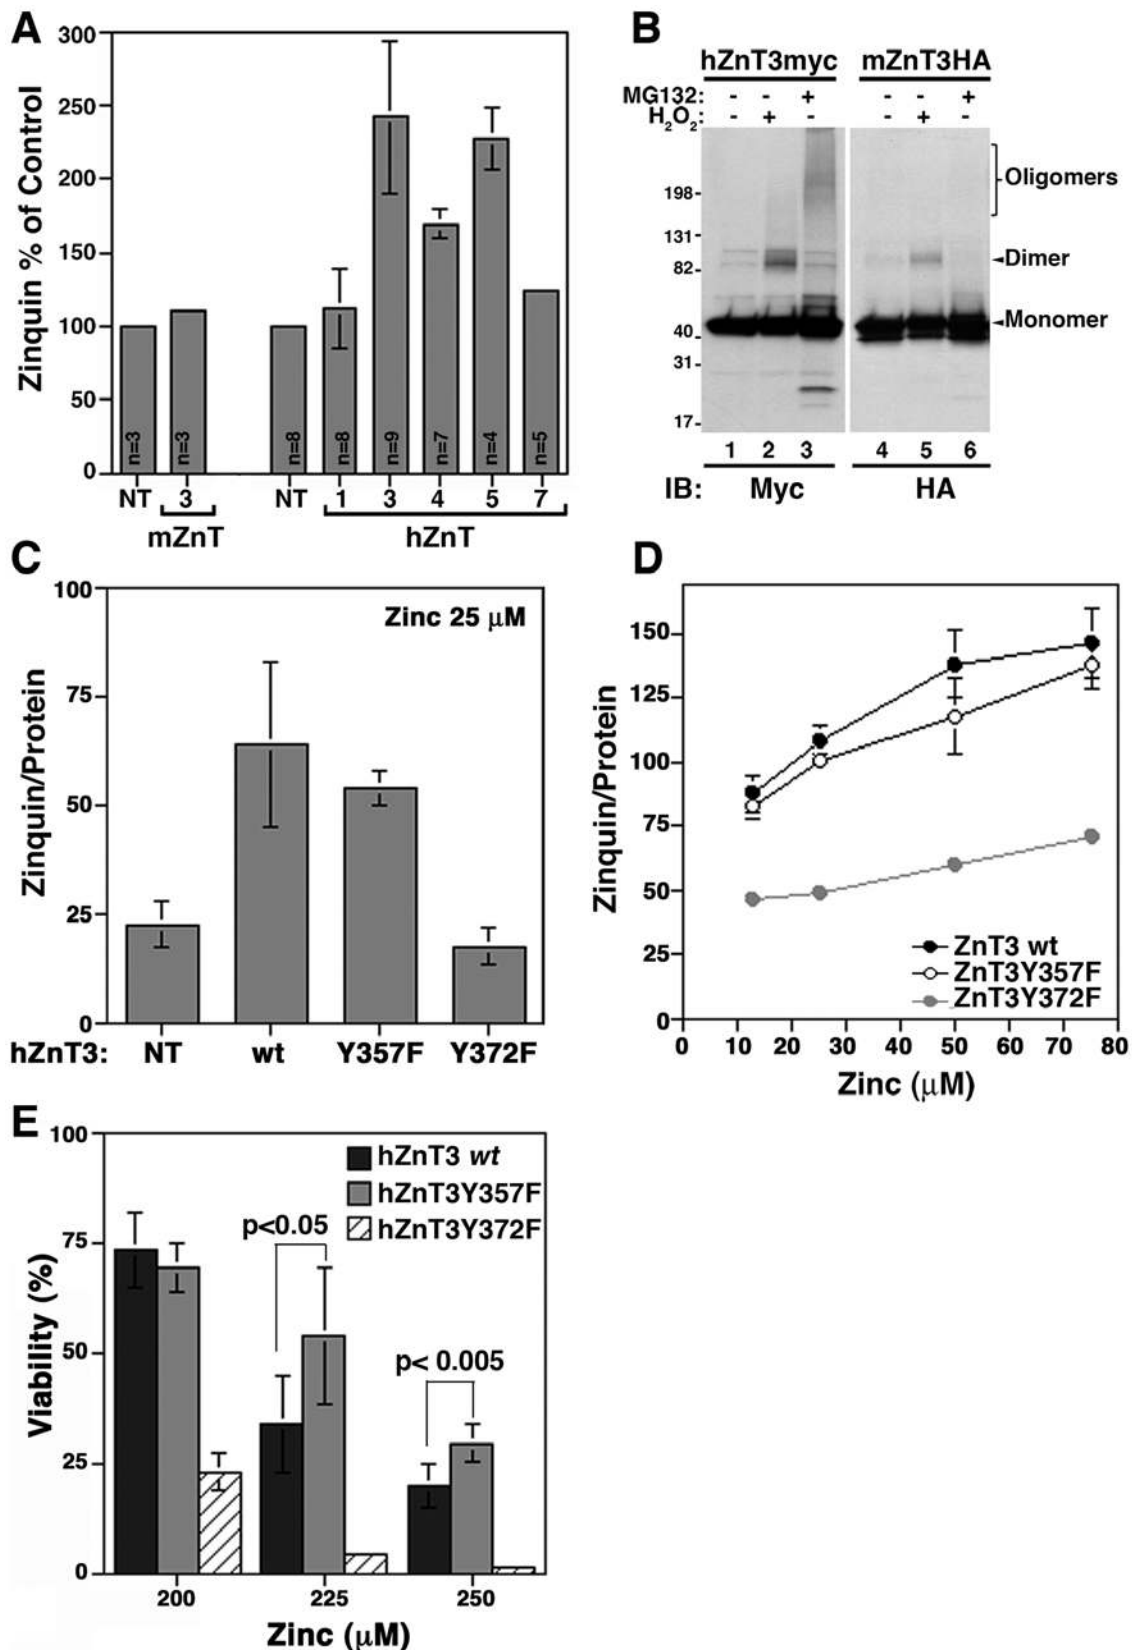 A
Zinquin % of Control
300
250
200
150
100
50
0
n=3
n=3
n=8
n=8
n=9
n=7
n=4
n=5
NT 3 NT 1 3 4 5 7
mZnT hZnT
B
hZnT3myc mZnT3HA
MG132: - - + - - +
H2O2: - + - - + -
198
131
82
40
31
17
Oligomers
Dimer
Monomer
1 2 3 4 5 6
IB: Myc HA
C
Zinquin/Protein
100
75
50
25
0
Zinc 25 μM
hZnT3: NT wt Y357F Y372F
D
Zinquin/Protein
150
125
100
75
50
25
0
ZnT3 wt
ZnT3Y357F
ZnT3Y372F
0 10 20 30 40 50 60 70 80
Zinc (μM)
E
Viability (%)
100
75
50
25
0
hZnT3 wt
hZnT3Y357F
hZnT3Y372F
p<0.05
p< 0.005
200 225 250
Zinc (μM)